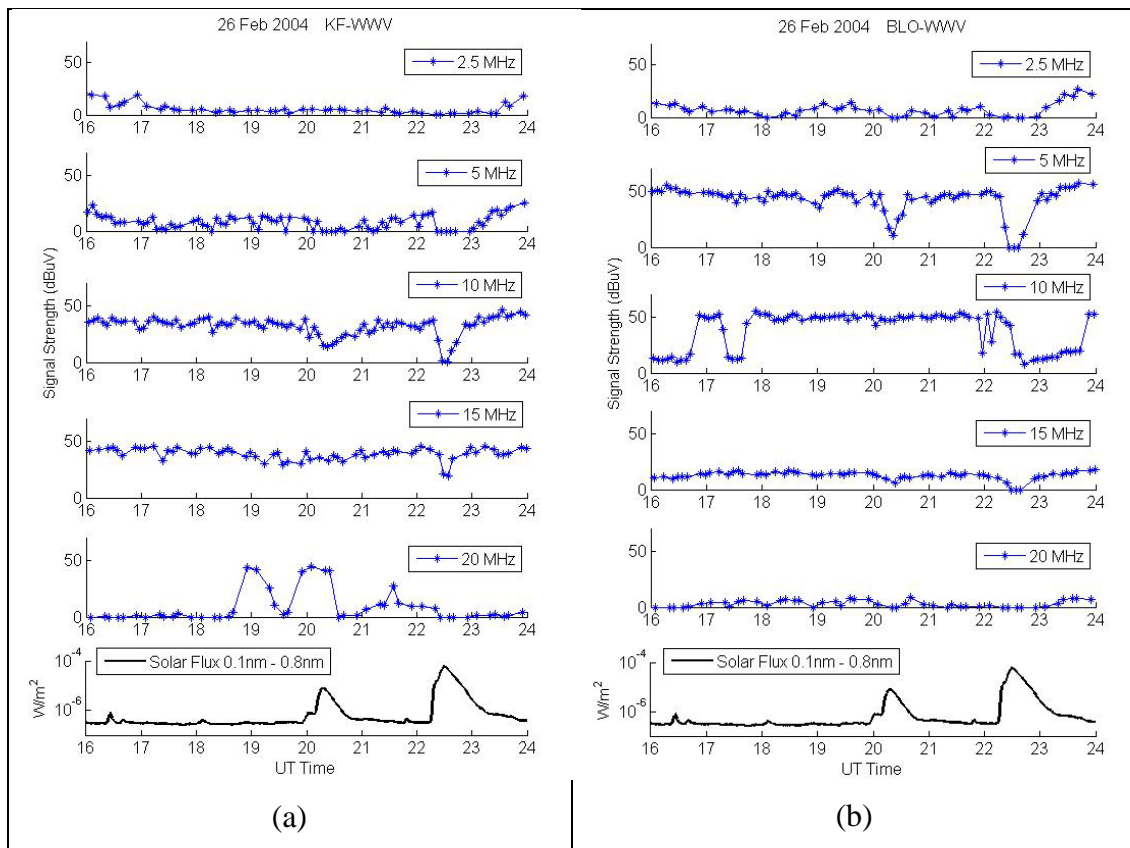 26 Feb 2004 KF-WWV
2.5 MHz
50
0
16 17 18 19 20 21 22 23 24
5 MHz
50
0
16 17 18 19 20 21 22 23 24
10 MHz
50
0
16 17 18 19 20 21 22 23 24
Signal Strength (dBuV)
15 MHz
50
0
16 17 18 19 20 21 22 23 24
20 MHz
50
0
16 17 18 19 20 21 22 23 24
Solar Flux 0.1nm - 0.8nm
10⁻⁴
10⁻⁶
W/m²
16 17 18 19 20 21 22 23 24
UT Time
(a)
26 Feb 2004 BLO-WWV
2.5 MHz
50
0
16 17 18 19 20 21 22 23 24
5 MHz
50
0
16 17 18 19 20 21 22 23 24
10 MHz
50
0
16 17 18 19 20 21 22 23 24
Signal Strength (dBuV)
15 MHz
50
0
16 17 18 19 20 21 22 23 24
20 MHz
50
0
16 17 18 19 20 21 22 23 24
Solar Flux 0.1nm - 0.8nm
10⁻⁴
10⁻⁶
W/m²
16 17 18 19 20 21 22 23 24
UT Time
(b)